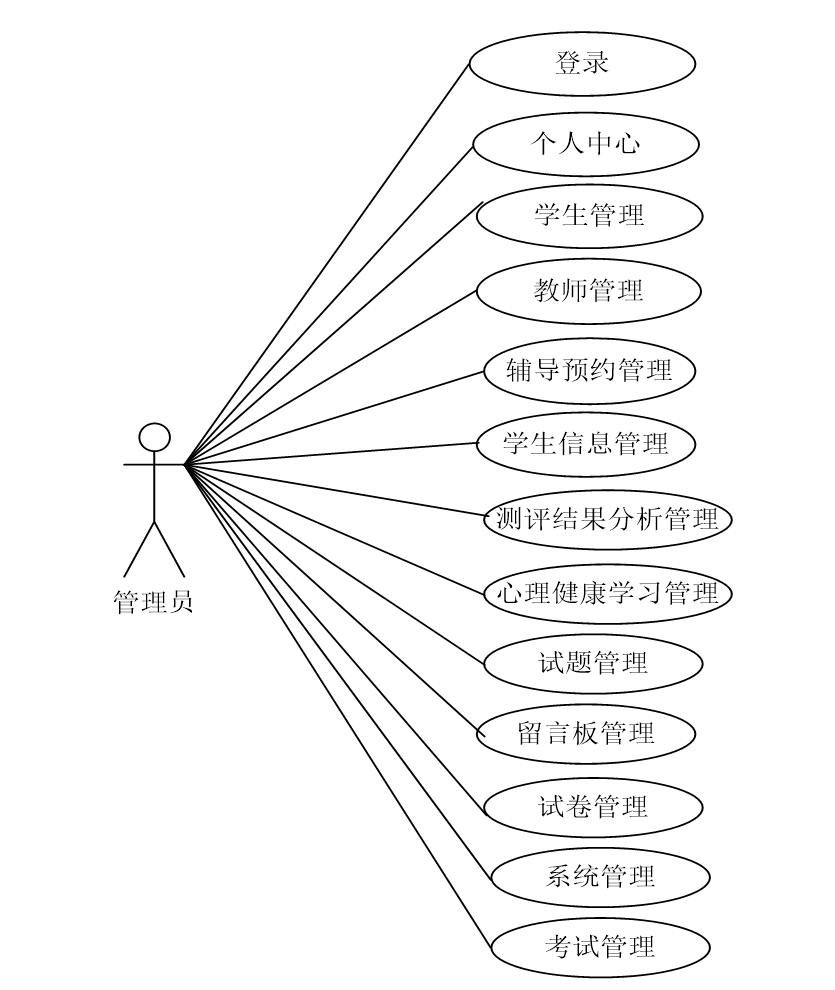 登录
个人中心
学生管理
教师管理
辅导预约管理
学生信息管理
测评结果分析管理
心理健康学习管理
管理员
试题管理
留言板管理
试卷管理
系统管理
考试管理